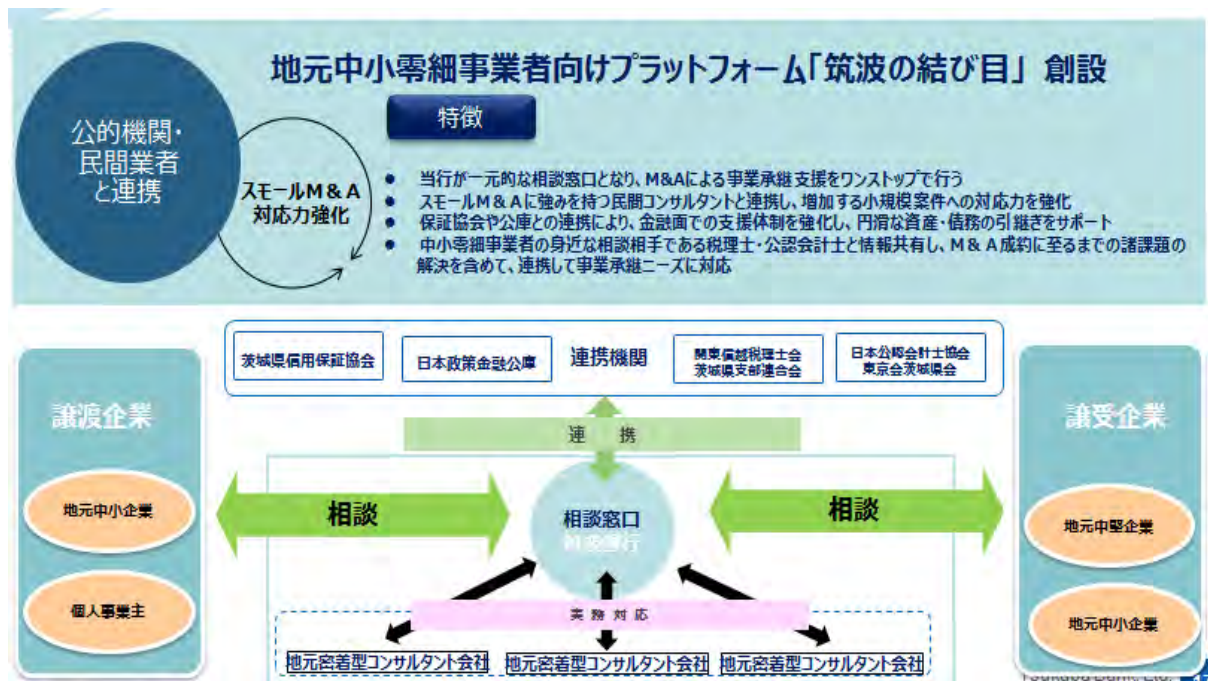 地元中小零細事業者向けプラットフォーム「筑波の結び目」創設
公的機関・
民間業者
と連携
特徴
スモールM＆A
対応力強化
● 当行が一元的な相談窓口となり、M&Aによる事業承継支援をワンストップで行う
● スモールM＆Aに強みを持つ民間コンサルタントと連携し、増加する小規模案件への対応力を強化
● 保証協会や公庫との連携により、金融面での支援体制を強化し、円滑な資産・債務の引継ぎをサポート
● 中小零細事業者の身近な相談相手である税理士・公認会計士と情報共有し、M＆A成約に至るまでの諸課題の
解決を含めて、連携して事業承継ニーズに対応
茨城県信用保証協会
日本政策金融公庫
連携機関
関東信越税理士会
茨城県支部連合会
日本公認会計士協会
東京会茨城県会
連 携
譲渡企業
地元中小企業
個人事業主
相談
相談窓口
筑波銀行
相談
譲受企業
地元中堅企業
地元中小企業
実務対応
地元密着型コンサルタント会社
地元密着型コンサルタント会社
地元密着型コンサルタント会社
Tsukuba Bank, Ltd.